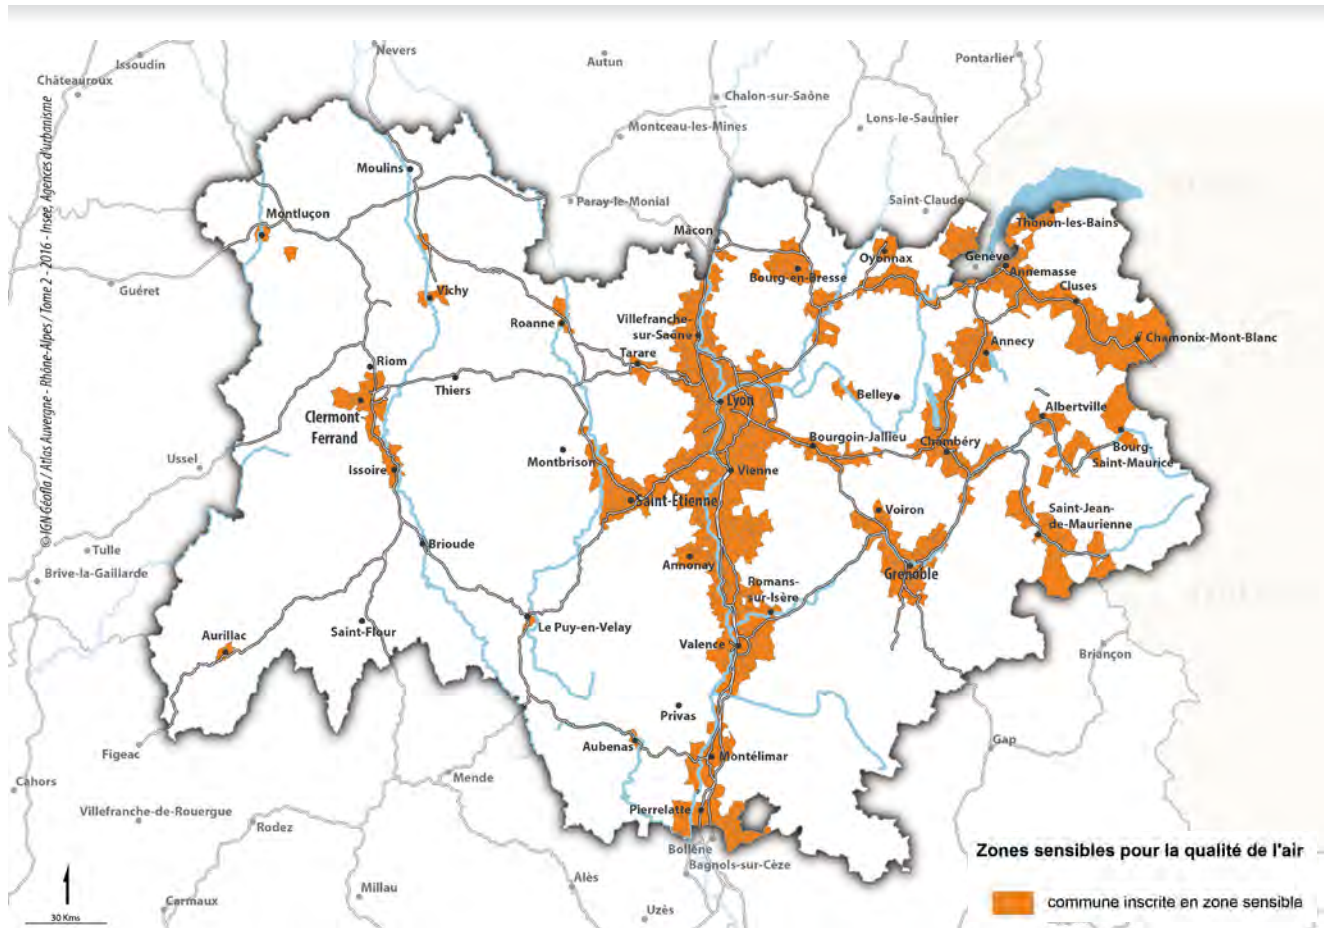 Nevers
Issoudin
Autun
Pontarlier
Châteauroux
Chalon-sur-Saône
Lons-le-Saunier
Montceau-les-Mines
Moulins
Paray-le-Monial
Saint-Claude
Montluçon
Thonon-les-Bains
Mâcon
Oyonnax
Genève
Annemasse
Bourg-en-Bresse
Cluses
Guéret
Vichy
Roanne
Villefranche-
sur-Saône
Annecy
Chamonix-Mont-Blanc
Tarare
Riom
Thiers
Belley
Lyon
Albertville
Clermont-
Ferrand
Bourgoin-Jallieu
Chambéry
Bourg-
Saint-Maurice
Ussel
Issoire
Montbrison
Vienne
Saint-Etienne
Voiron
Saint-Jean-
de-Maurienne
Tulle
Brioude
Annonay
Grenoble
Brive-la-Gaillarde
Romans-
sur-Isère
Aurillac
Saint-Flour
Le Puy-en-Velay
Valence
Briançon
Privas
Figeac
Aubenas
Montélimar
Gap
Cahors
Mende
Villefranche-de-Rouergue
Rodez
Pierrelatte
Bollène
Bagnols-sur-Cèze
Millau
Alès
Carmaux
Uzès
© IGN Géofla / Atlas Auvergne - Rhône-Alpes / Tome 2 - 2016 - Insee, Agences d'urbanisme
30 Kms
Zones sensibles pour la qualité de l'air
commune inscrite en zone sensible